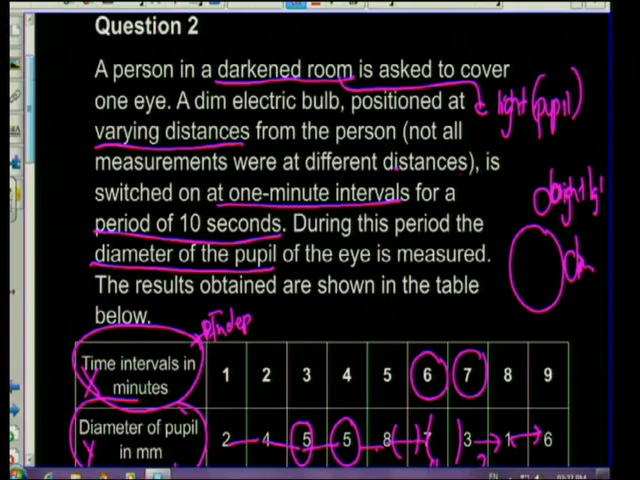 Question 2
A person in a darkened room is asked to cover
one eye. A dim electric bulb, positioned at
light (pupil)
varying distances from the person (not all
measurements were at different distances), is
switched on at one-minute intervals for a
bright
period of 10 seconds. During this period the
diameter of the pupil of the eye is measured.
The results obtained are shown in the table
below.
Indep
Time intervals in minutes 1 2 3 4 5 6 7 8 9
X
Diameter of pupil in mm 2 4 5 5 8 7 3 1 6
Y